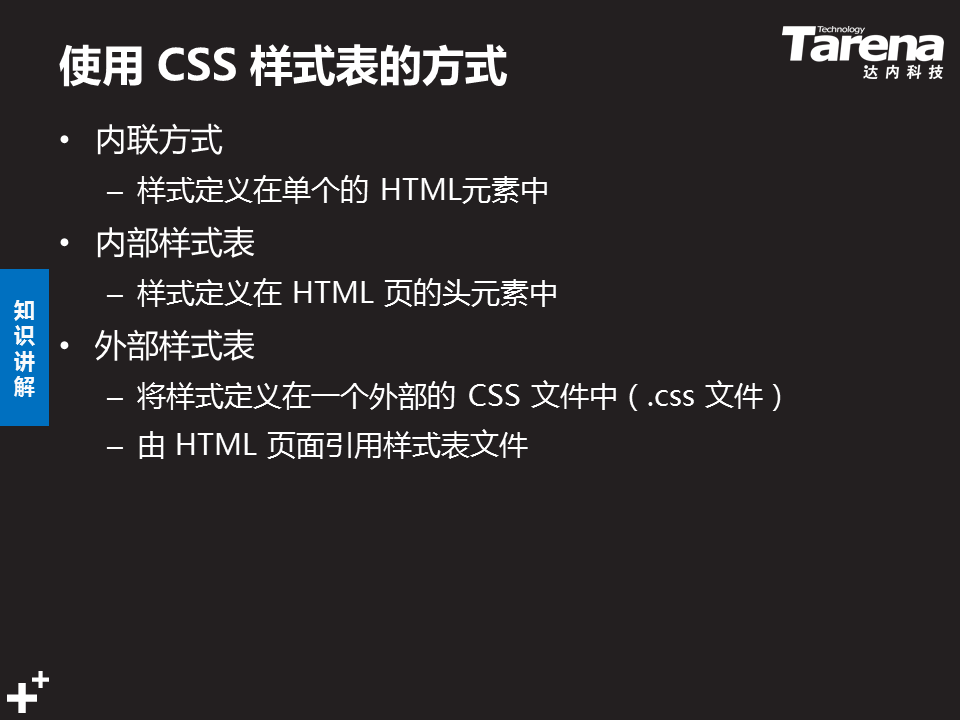 使用 CSS 样式表的方式
Technology
Tarena
达内科技
• 内联方式
– 样式定义在单个的 HTML元素中
• 内部样式表
– 样式定义在 HTML 页的头元素中
• 外部样式表
– 将样式定义在一个外部的 CSS 文件中（.css 文件）
– 由 HTML 页面引用样式表文件
知识讲解